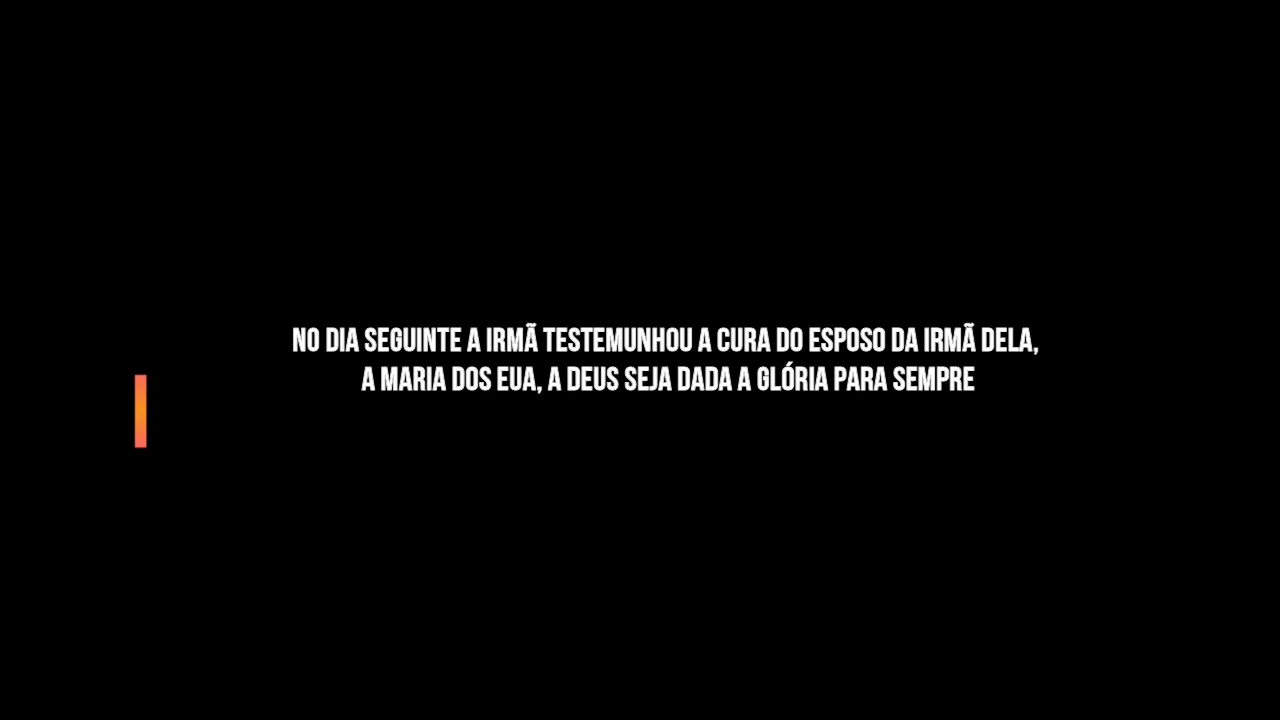 NO DIA SEGUINTE A IRMÃ TESTEMUNHOU A CURA DO ESPOSO DA IRMÃ DELA,
A MARIA DOS EUA, A DEUS SEJA DADA A GLÓRIA PARA SEMPRE